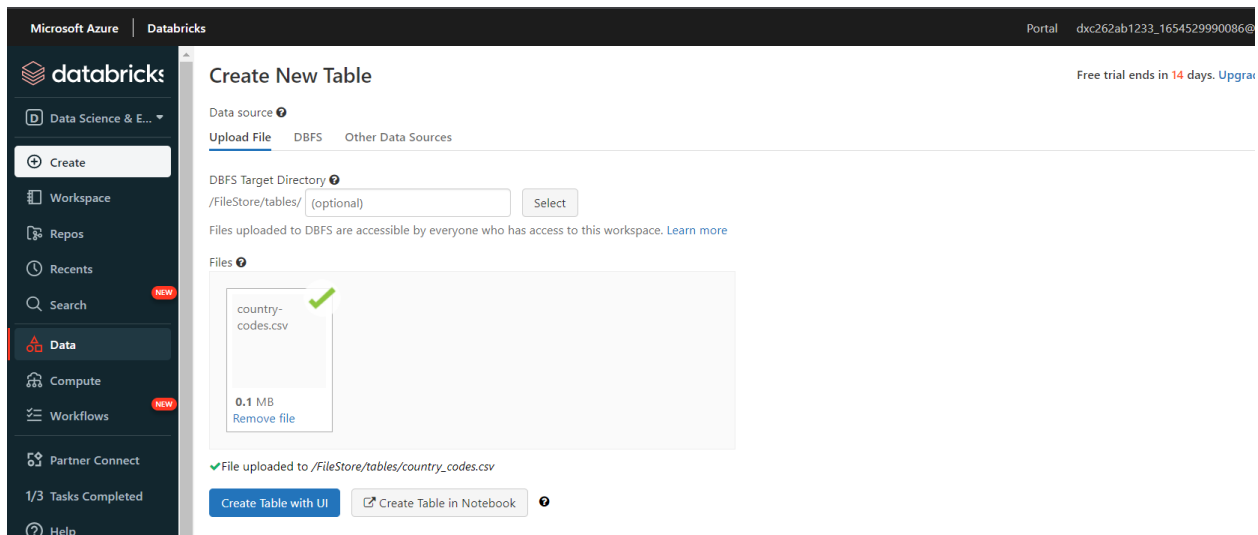 Microsoft Azure Databricks Portal dxc262ab1233_1654529990086@
databricks
Data Science & E...
Create
Workspace
Repos
Recents
NEW
Search
Data
Compute
NEW
Workflows
Partner Connect
1/3 Tasks Completed
Help
Create New Table
Free trial ends in 14 days. Upgrad
Data source
Upload File DBFS Other Data Sources
DBFS Target Directory
/FileStore/tables/ (optional) Select
Files uploaded to DBFS are accessible by everyone who has access to this workspace. Learn more
Files
country-
codes.csv
0.1 MB
Remove file
File uploaded to /FileStore/tables/country_codes.csv
Create Table with UI Create Table in Notebook